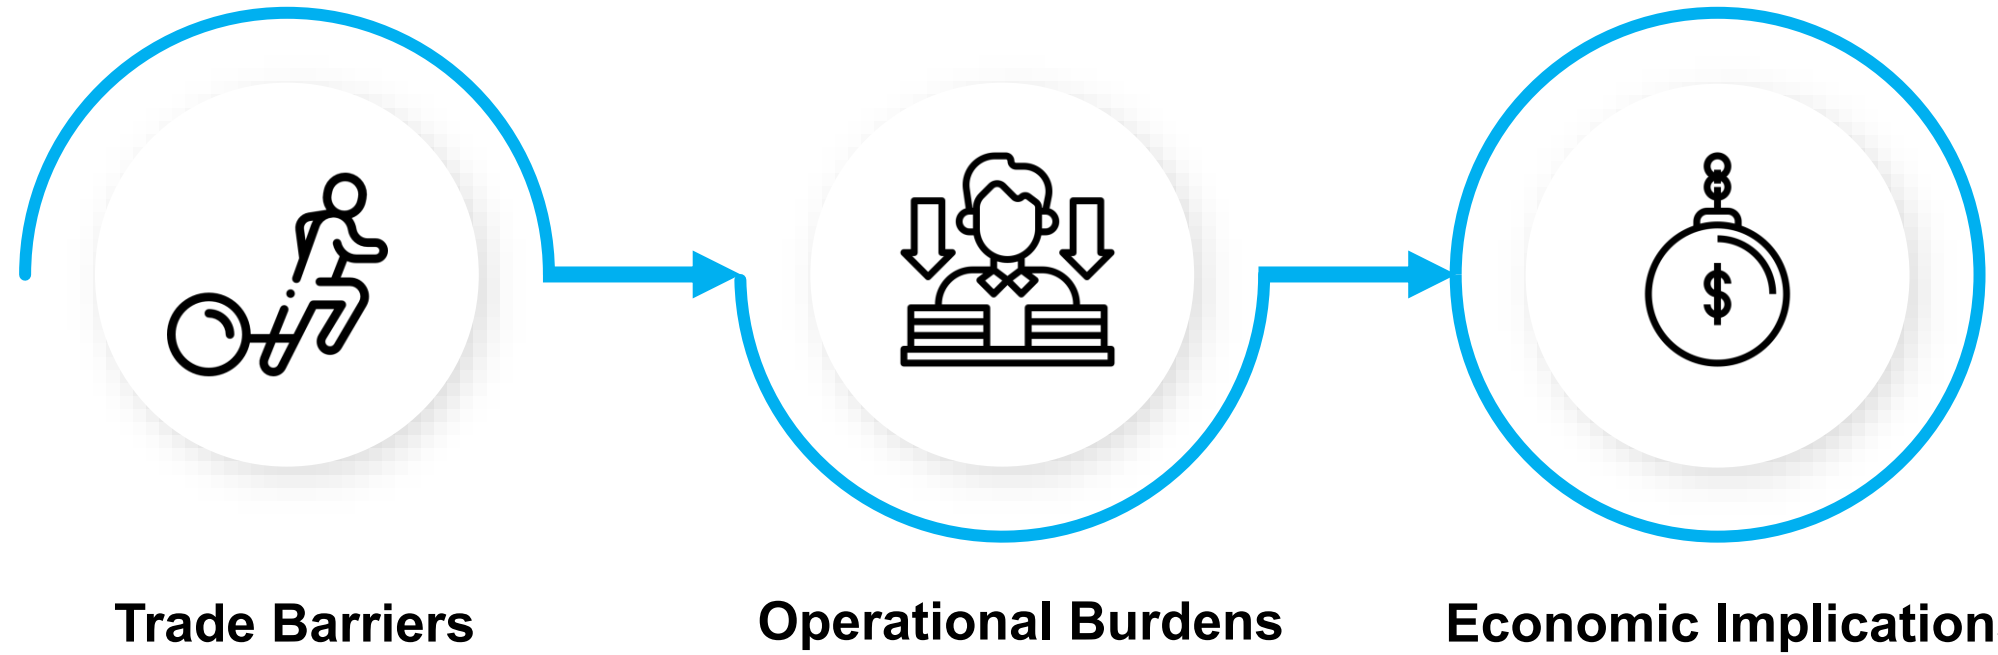 Trade Barriers
Operational Burdens
Economic Implication
$